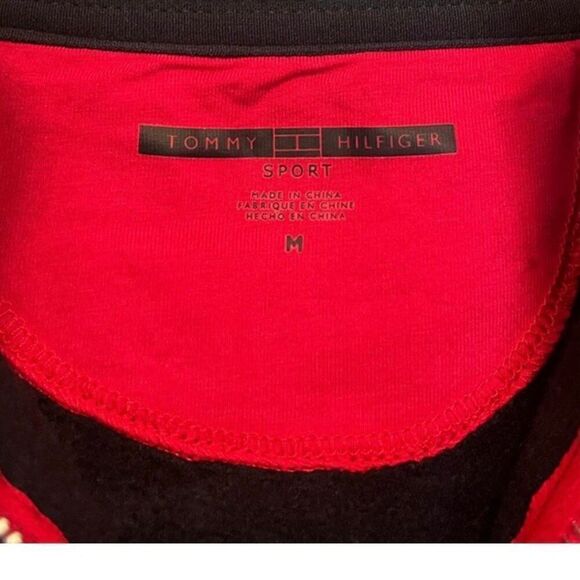 TOMMY HILFIGER
SPORT
MADE IN CHINA
FABRIQUE EN CHINE
HECHO EN CHINA
M